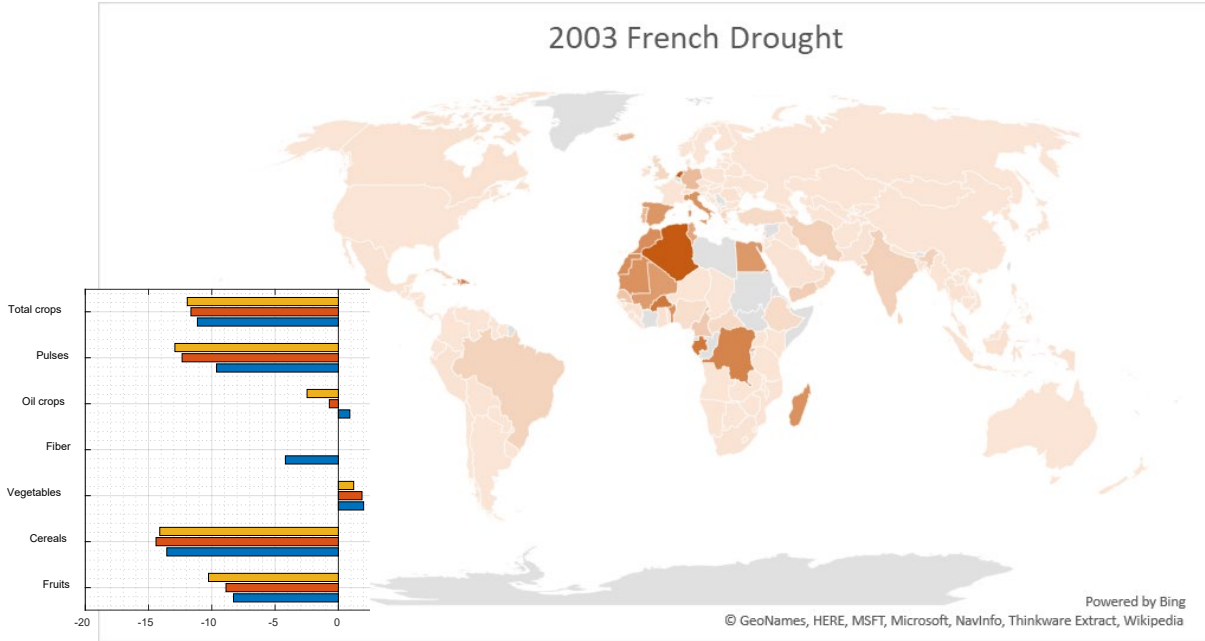 2003 French Drought
Total crops
Pulses
Oil crops
Fiber
Vegetables
Cereals
Fruits
-20 -15 -10 -5 0
Powered by Bing
© GeoNames, HERE, MSFT, Microsoft, NavInfo, Thinkware Extract, Wikipedia